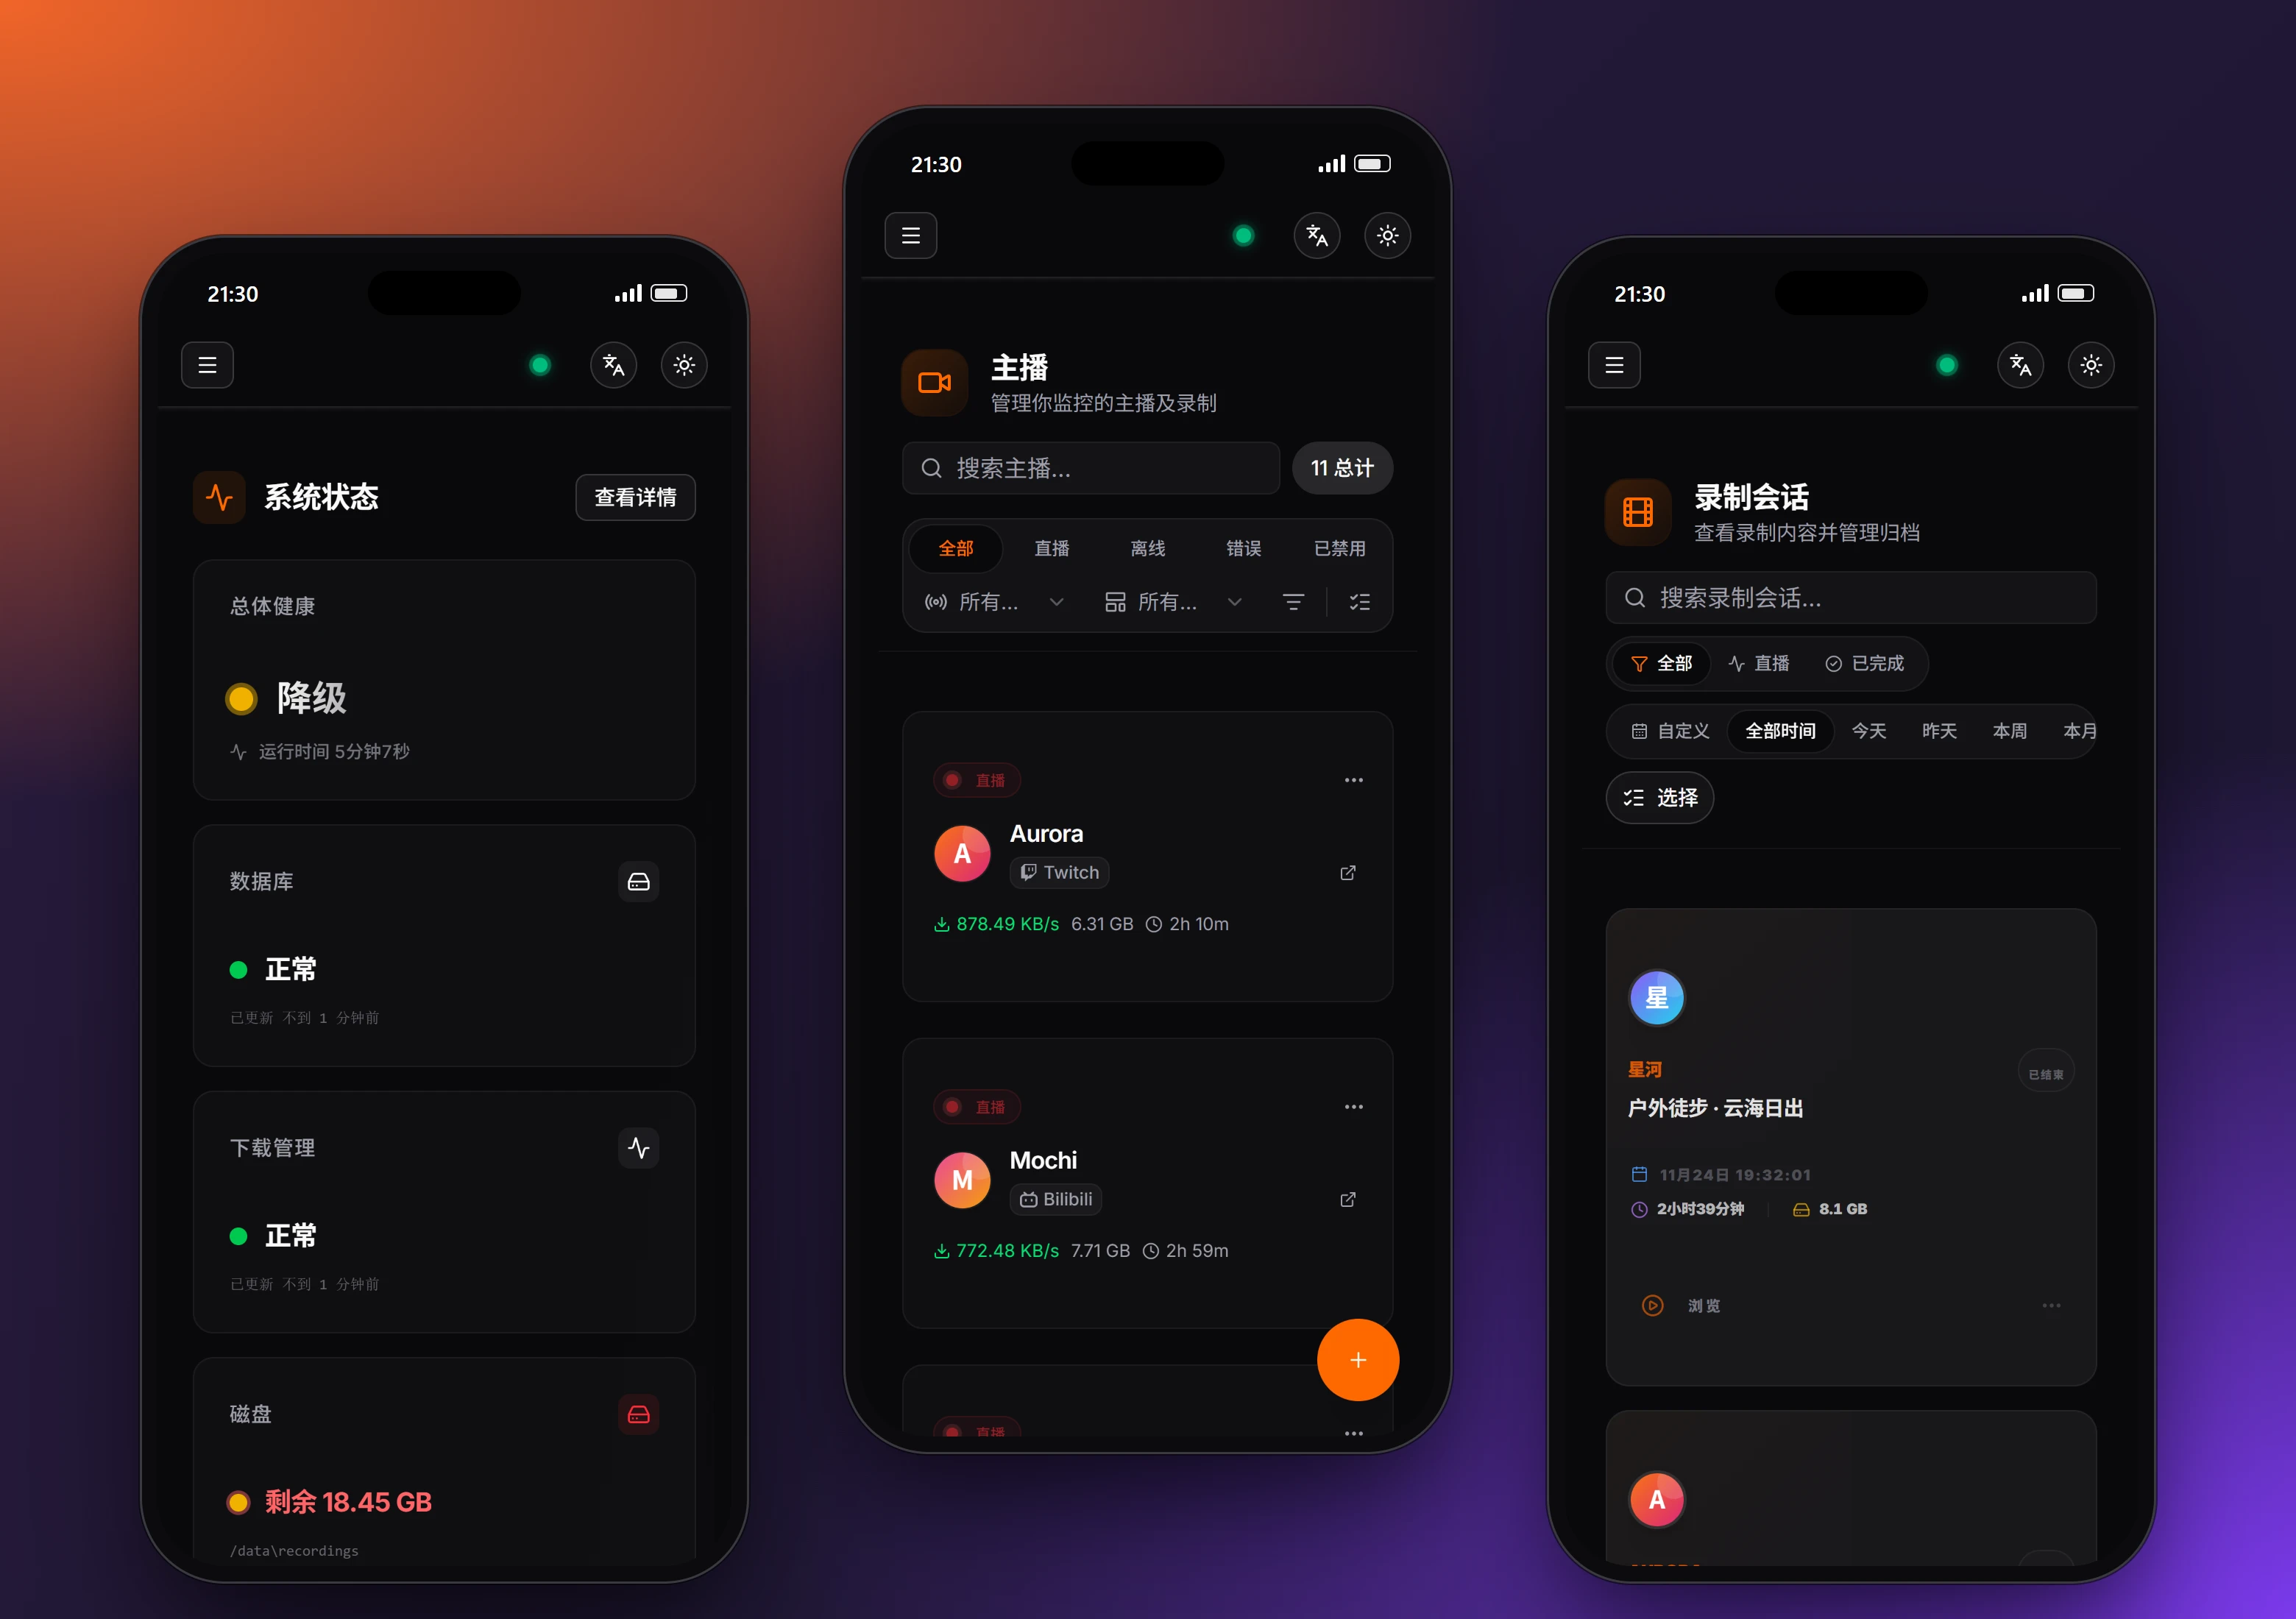 21:30
系统状态
查看详情
总体健康
降级
运行时间 5分钟7秒
数据库
正常
已更新 不到 1 分钟前
下载管理
正常
已更新 不到 1 分钟前
磁盘
剩余 18.45 GB
/data\recordings
21:30
主播
管理你监控的主播及录制
搜索主播...
11 总计
全部 直播 离线 错误 已禁用
所有... 所有...
直播
A
Aurora
Twitch
878.49 KB/s 6.31 GB 2h 10m
直播
M
Mochi
Bilibili
772.48 KB/s 7.71 GB 2h 59m
+
直播
21:30
录制会话
查看录制内容并管理归档
搜索录制会话...
全部 直播 已完成
自定义 全部时间 今天 昨天 本周 本月
选择
星
星河
已结束
户外徒步 · 云海日出
11月24日 19:32:01
2小时39分钟 8.1 GB
浏览
A